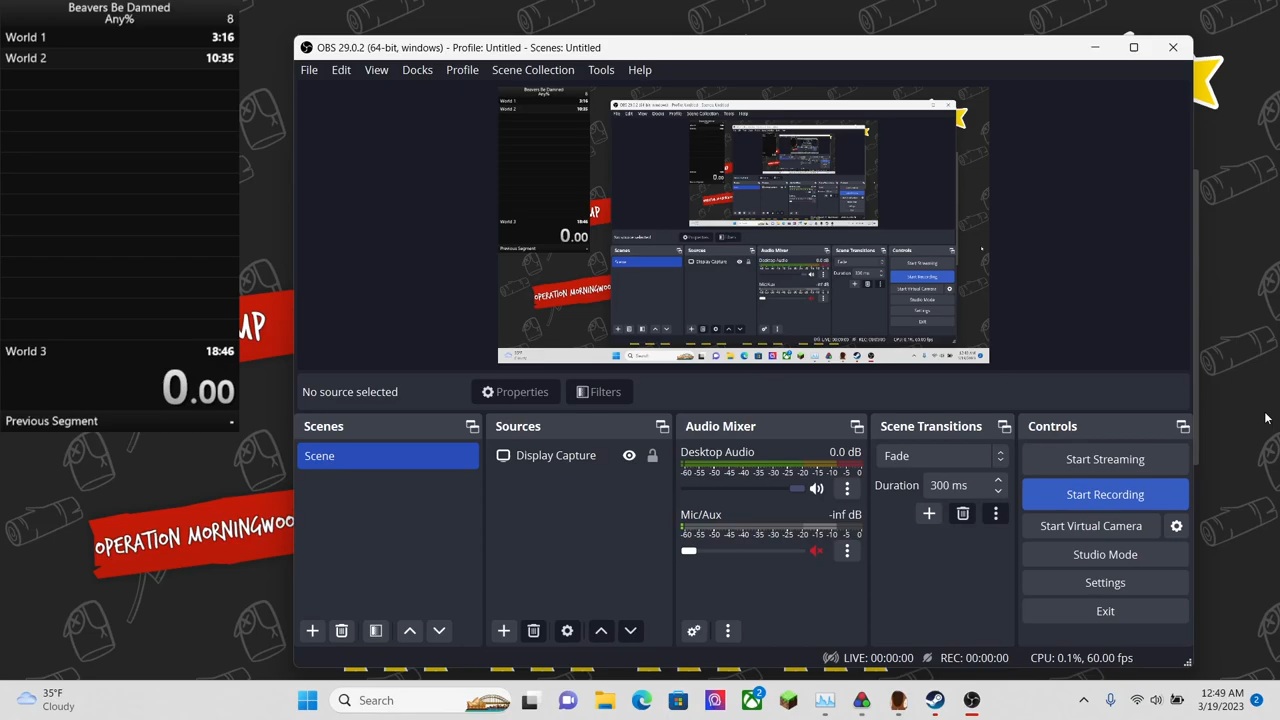 Beavers Be Damned
Any% 8
World 1 3:16
World 2 10:35
World 3 18:46
0.00
Previous Segment -
OPERATION MORNINGWOO
OBS 29.0.2 (64-bit, windows) - Profile: Untitled - Scenes: Untitled
File Edit View Docks Profile Scene Collection Tools Help
No source selected Properties Filters
Scenes
Scene
Sources
Display Capture
Audio Mixer
Desktop Audio 0.0 dB
-60 -55 -50 -45 -40 -35 -30 -25 -20 -15 -10 -5 0
Mic/Aux -inf dB
-60 -55 -50 -45 -40 -35 -30 -25 -20 -15 -10 -5 0
Scene Transitions
Fade
Duration 300 ms
Controls
Start Streaming
Start Recording
Start Virtual Camera
Studio Mode
Settings
Exit
LIVE: 00:00:00 REC: 00:00:00 CPU: 0.1%, 60.00 fps
35°F
Cloudy
Search
2
12:49 AM
3/19/2023
2